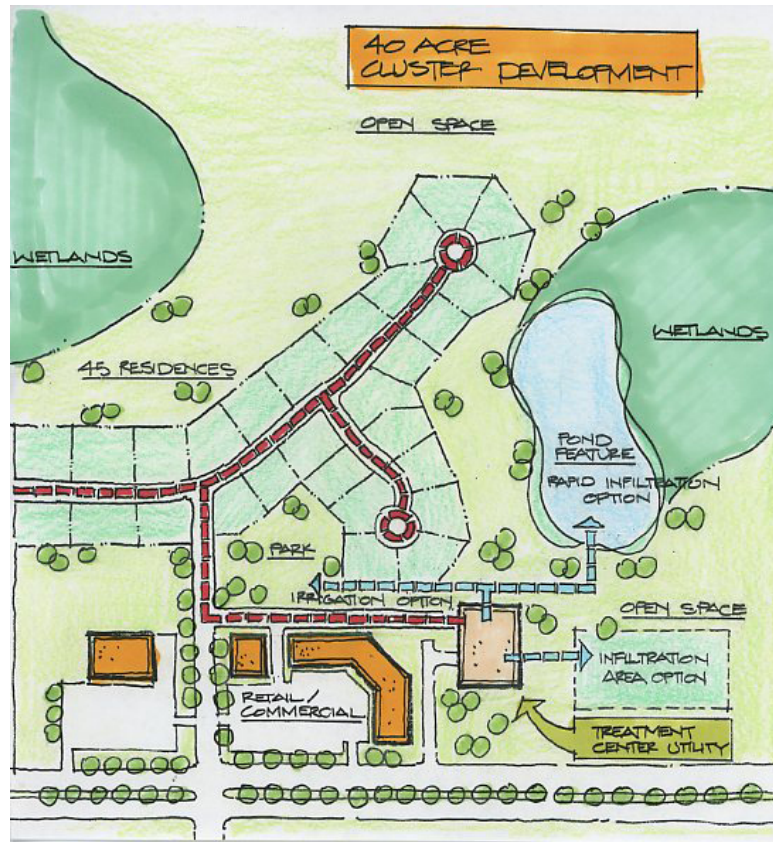 40 ACRE
CLUSTER DEVELOPMENT
OPEN SPACE
WETLANDS
WETLANDS
45 RESIDENCES
POND
FEATURE
RAPID INFILTRATION
OPTION
PARK
IRRIGATION OPTION
OPEN SPACE
INFILTRATION
AREA OPTION
RETAIL/
COMMERCIAL
TREATMENT
CENTER UTILITY